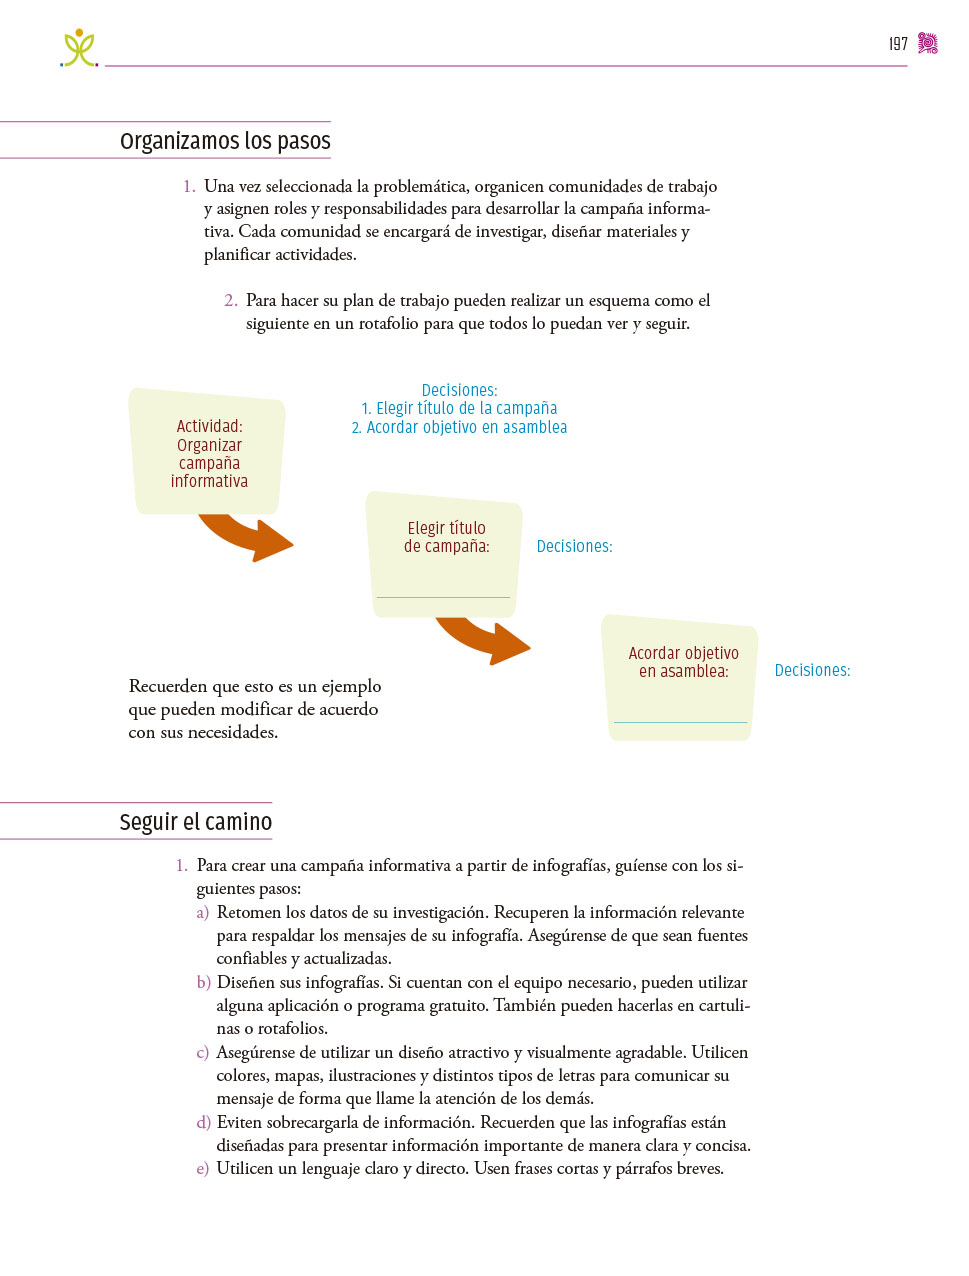 197
Organizamos los pasos
1. Una vez seleccionada la problemática, organicen comunidades de trabajo
y asignen roles y responsabilidades para desarrollar la campaña informa-
tiva. Cada comunidad se encargará de investigar, diseñar materiales y
planificar actividades.
2. Para hacer su plan de trabajo pueden realizar un esquema como el
siguiente en un rotafolio para que todos lo puedan ver y seguir.
Actividad:
Organizar
campaña
informativa
Decisiones:
1. Elegir título de la campaña
2. Acordar objetivo en asamblea
Elegir título
de campaña:
Decisiones:
Acordar objetivo
en asamblea:
Decisiones:
Recuerden que esto es un ejemplo
que pueden modificar de acuerdo
con sus necesidades.
Seguir el camino
1. Para crear una campaña informativa a partir de infografías, guíense con los si-
guientes pasos:
a) Retomen los datos de su investigación. Recuperen la información relevante
para respaldar los mensajes de su infografía. Asegúrense de que sean fuentes
confiables y actualizadas.
b) Diseñen sus infografías. Si cuentan con el equipo necesario, pueden utilizar
alguna aplicación o programa gratuito. También pueden hacerlas en cartuli-
nas o rotafolios.
c) Asegúrense de utilizar un diseño atractivo y visualmente agradable. Utilicen
colores, mapas, ilustraciones y distintos tipos de letras para comunicar su
mensaje de forma que llame la atención de los demás.
d) Eviten sobrecargarla de información. Recuerden que las infografías están
diseñadas para presentar información importante de manera clara y concisa.
e) Utilicen un lenguaje claro y directo. Usen frases cortas y párrafos breves.